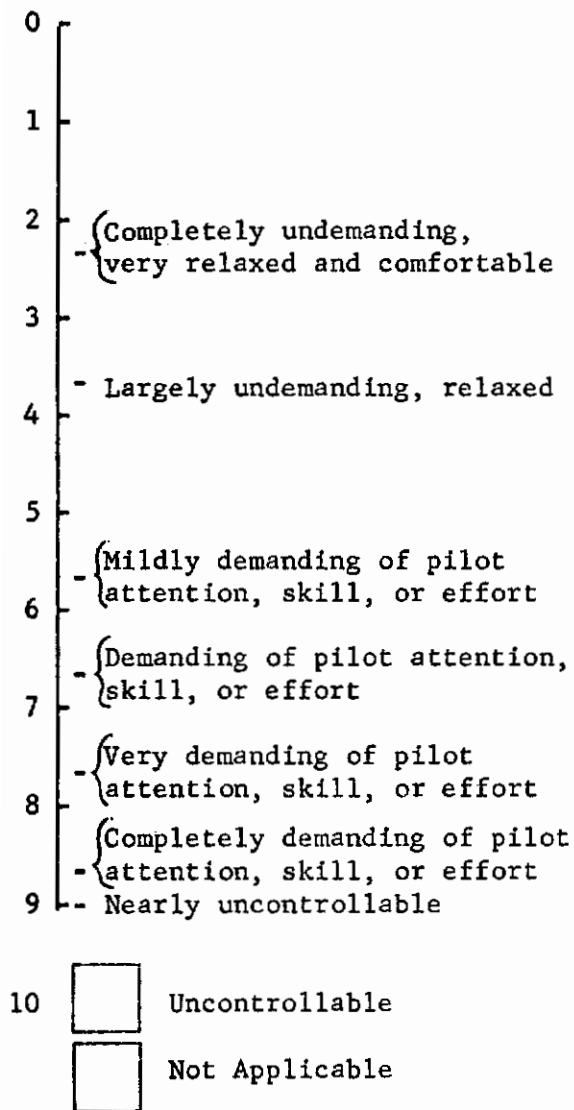 0
1
2
Completely undemanding,
very relaxed and comfortable
3
Largely undemanding, relaxed
4
5
Mildly demanding of pilot
attention, skill, or effort
6
Demanding of pilot attention,
skill, or effort
7
Very demanding of pilot
attention, skill, or effort
8
Completely demanding of pilot
attention, skill, or effort
9 Nearly uncontrollable
10 Uncontrollable
Not Applicable